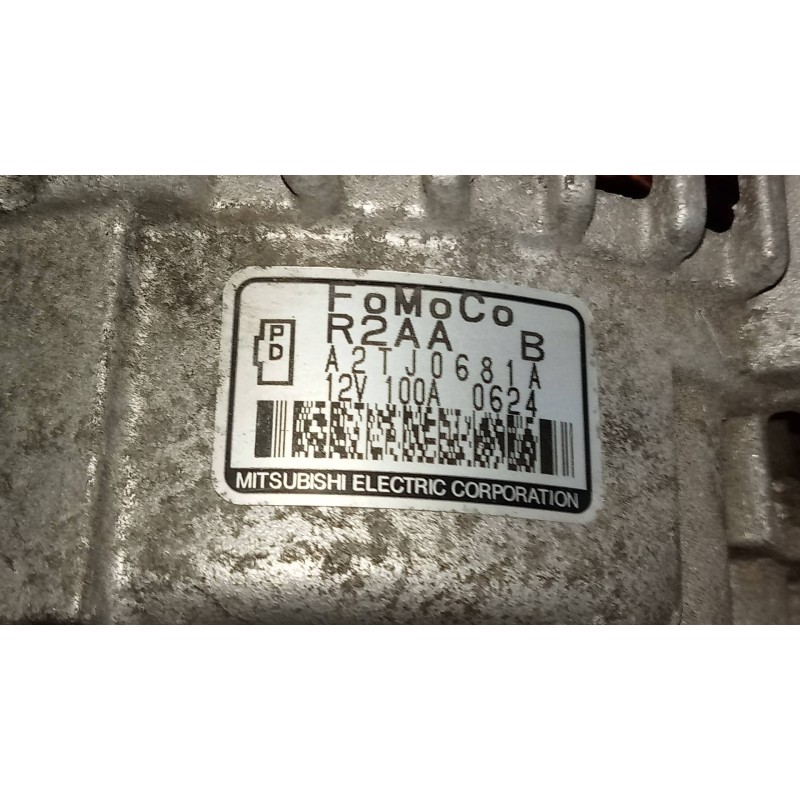 FoMoCo
R2AA B
P
D
A2TJ0681A
12V 100A 0624
MITSUBISHI ELECTRIC CORPORATION